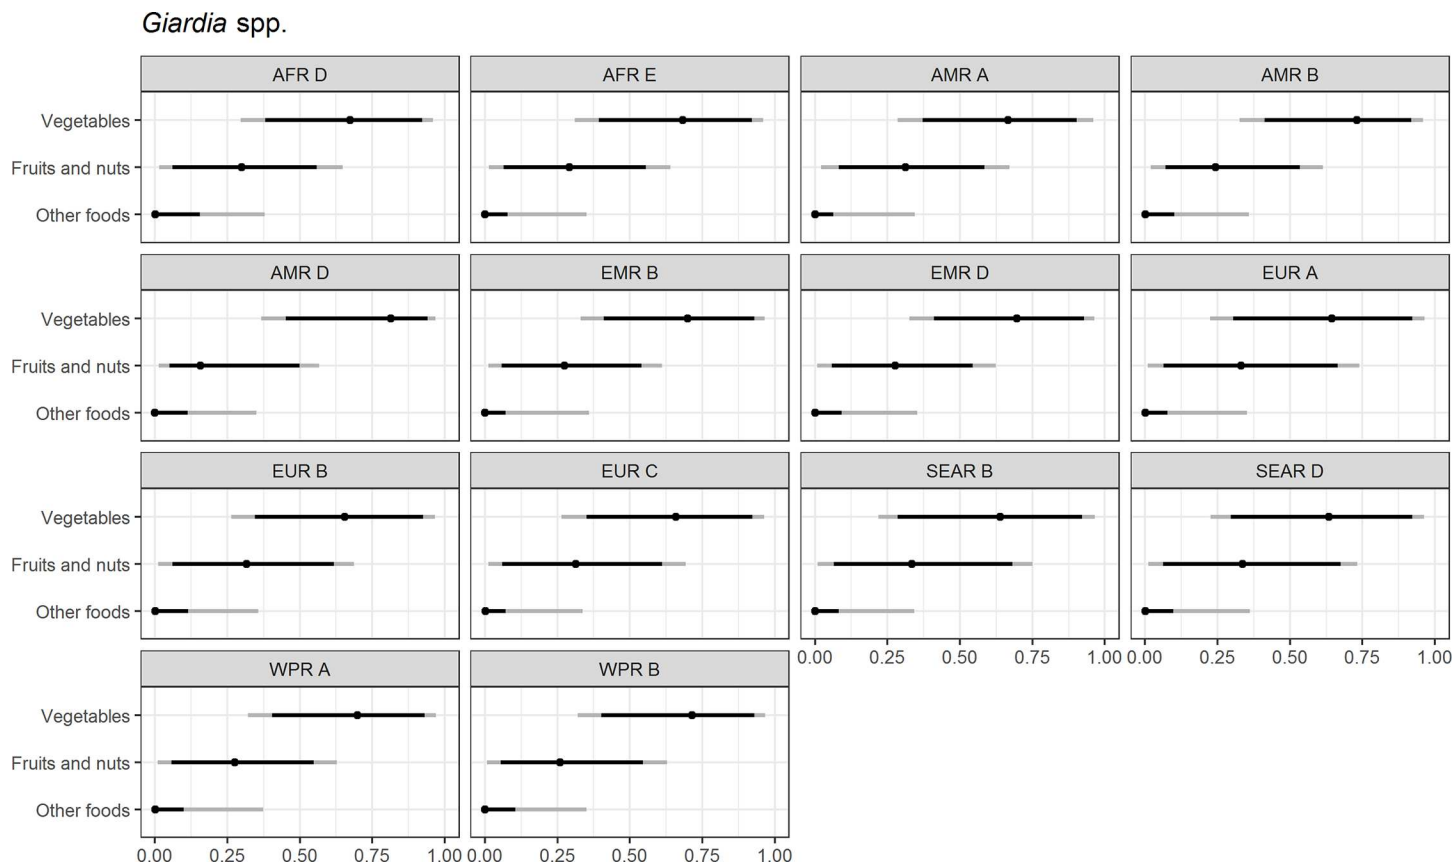 Giardia spp.
AFR D AFR E AMR A AMR B
Vegetables
Fruits and nuts
Other foods
AMR D EMR B EMR D EUR A
Vegetables
Fruits and nuts
Other foods
EUR B EUR C SEAR B SEAR D
Vegetables
Fruits and nuts
Other foods
0.00 0.25 0.50 0.75 1.00 0.00 0.25 0.50 0.75 1.00
WPR A WPR B
Vegetables
Fruits and nuts
Other foods
0.00 0.25 0.50 0.75 1.00 0.00 0.25 0.50 0.75 1.00